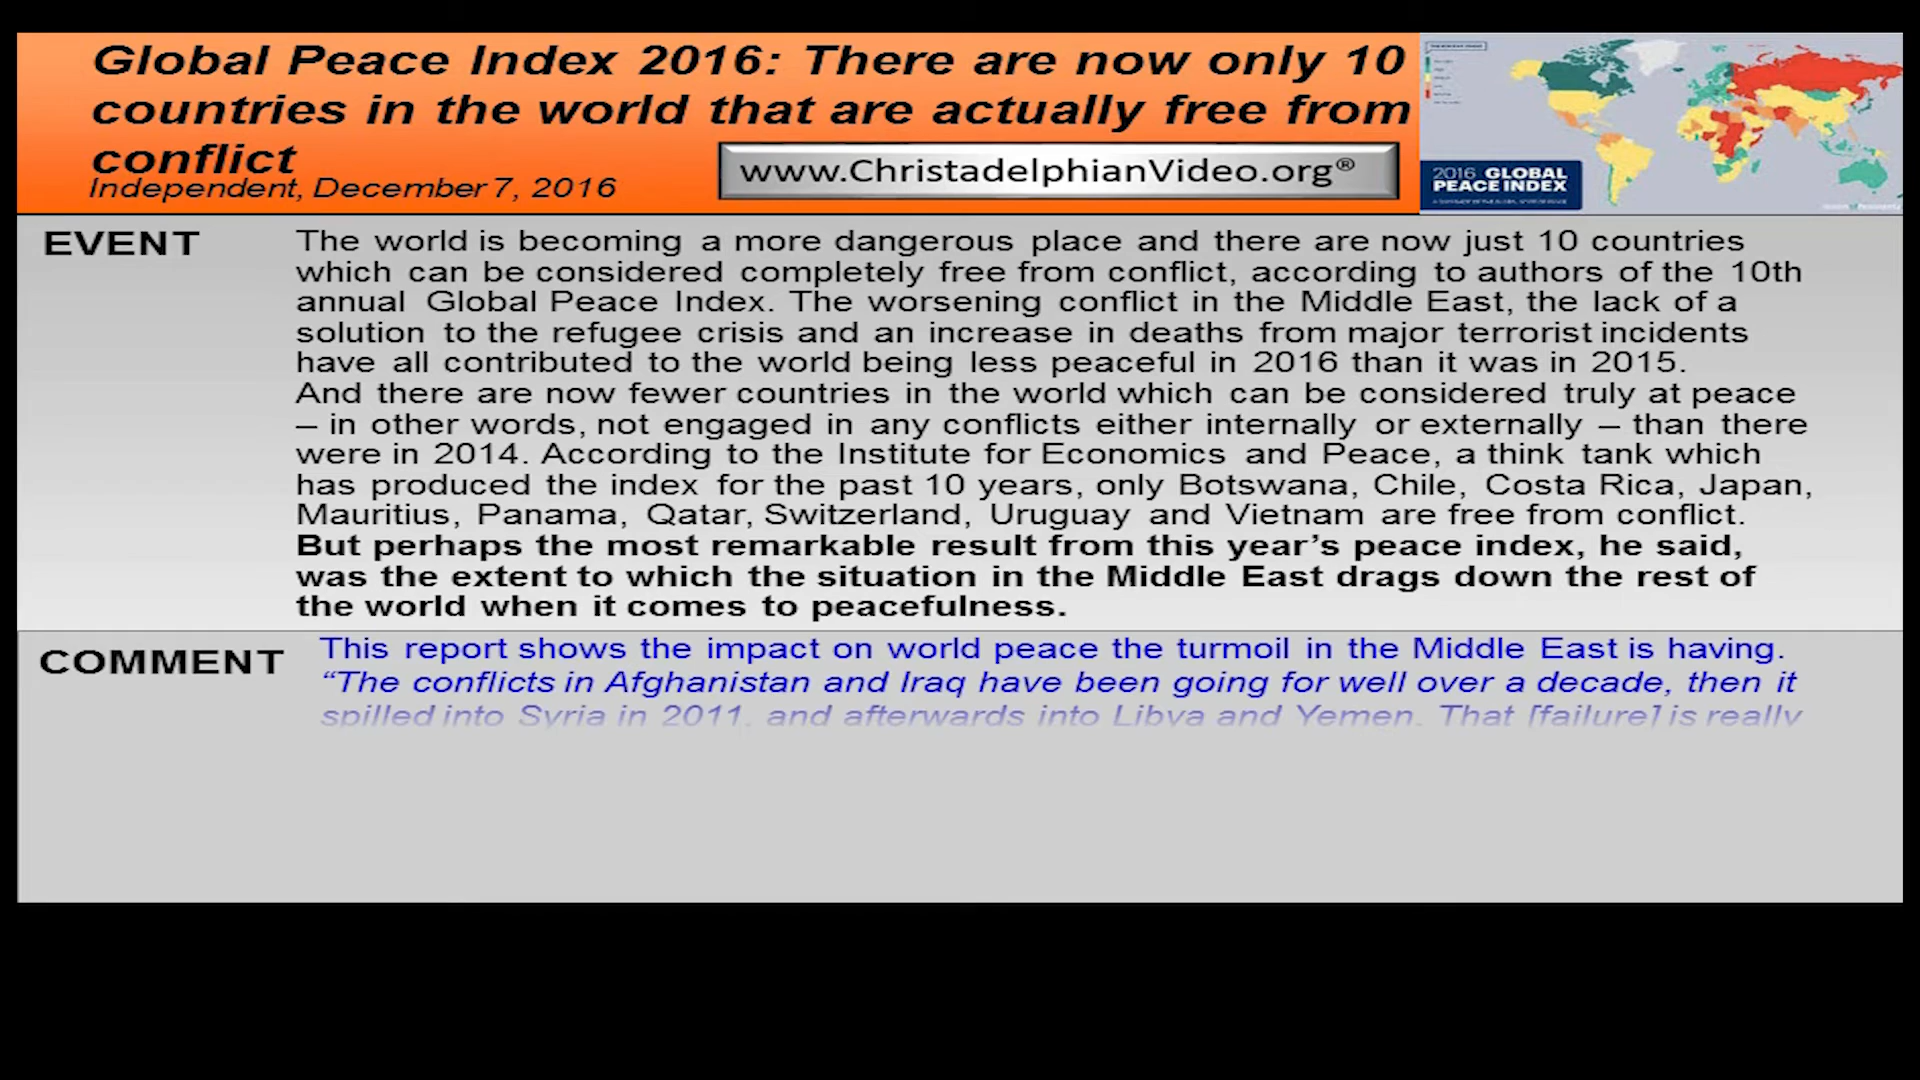 Global Peace Index 2016: There are now only 10
countries in the world that are actually free from
conflict
Independent, December 7, 2016
www.ChristadelphianVideo.org®
2016 GLOBAL
PEACE INDEX
EVENT
The world is becoming a more dangerous place and there are now just 10 countries
which can be considered completely free from conflict, according to authors of the 10th
annual Global Peace Index. The worsening conflict in the Middle East, the lack of a
solution to the refugee crisis and an increase in deaths from major terrorist incidents
have all contributed to the world being less peaceful in 2016 than it was in 2015.
And there are now fewer countries in the world which can be considered truly at peace
– in other words, not engaged in any conflicts either internally or externally – than there
were in 2014. According to the Institute for Economics and Peace, a think tank which
has produced the index for the past 10 years, only Botswana, Chile, Costa Rica, Japan,
Mauritius, Panama, Qatar, Switzerland, Uruguay and Vietnam are free from conflict.
But perhaps the most remarkable result from this year’s peace index, he said,
was the extent to which the situation in the Middle East drags down the rest of
the world when it comes to peacefulness.
COMMENT
This report shows the impact on world peace the turmoil in the Middle East is having.
“The conflicts in Afghanistan and Iraq have been going for well over a decade, then it
spilled into Syria in 2011, and afterwards into Libya and Yemen. That [failure] is really